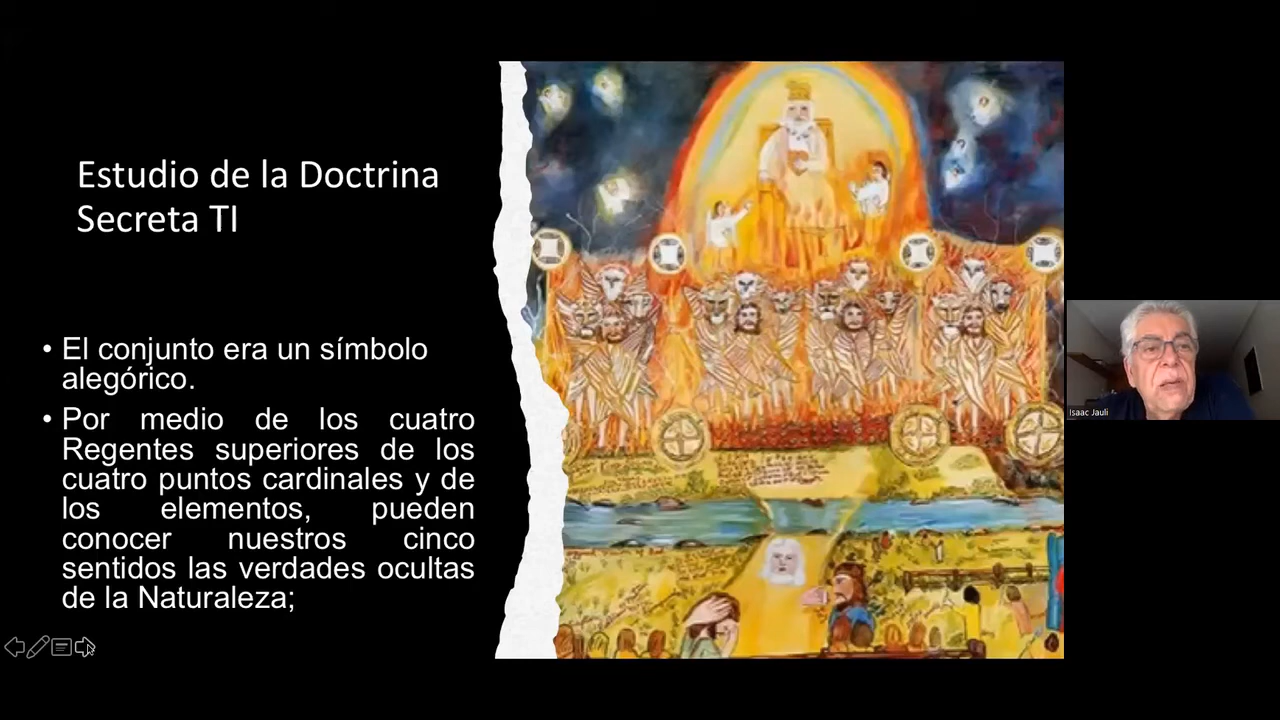 Estudio de la Doctrina
Secreta TI
• El conjunto era un símbolo
alegórico.
• Por medio de los cuatro
Regentes superiores de los
cuatro puntos cardinales y de
los elementos, pueden
conocer nuestros cinco
sentidos las verdades ocultas
de la Naturaleza;
Isaac Jauli